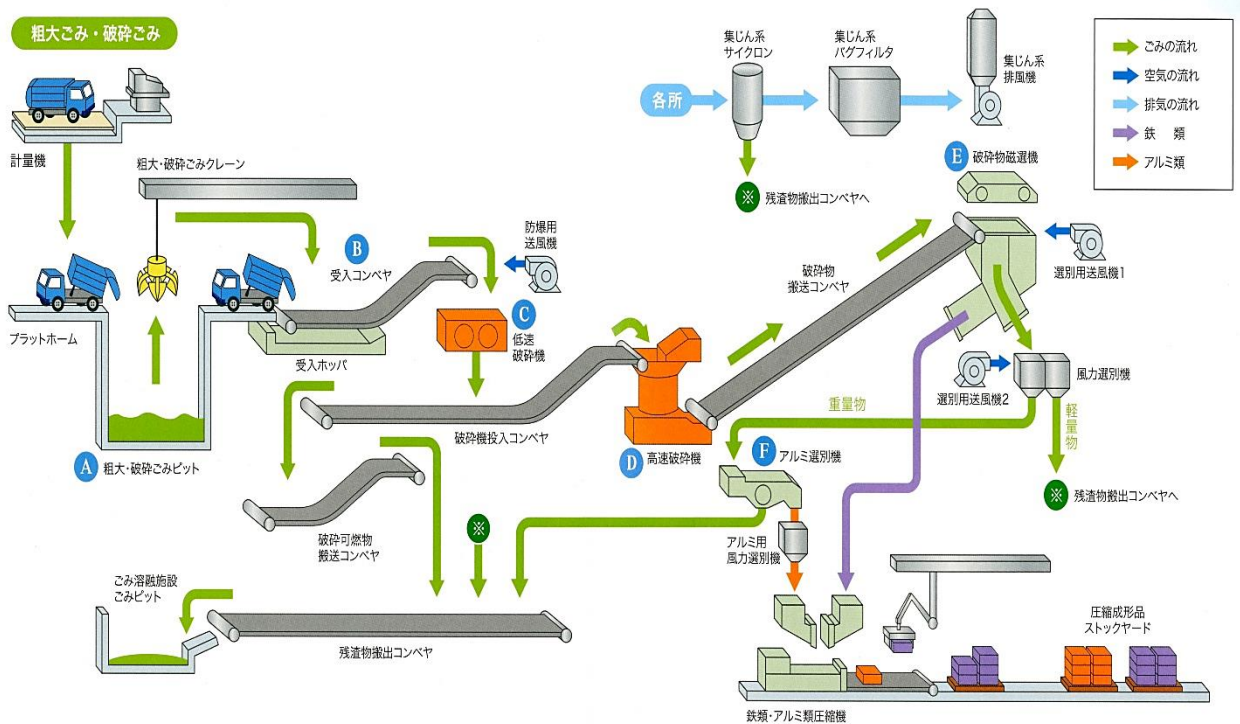 粗大ごみ・破砕ごみ
計量機
粗大・破砕ごみクレーン
プラットホーム
A 粗大・破砕ごみピット
B
受入コンベヤ
受入ホッパ
防爆用
送風機
C
低速
破砕機
破砕機投入コンベヤ
破砕可燃物
搬送コンベヤ
※
ごみ溶融施設
ごみピット
残渣物搬出コンベヤ
D 高速破砕機
破砕物
搬送コンベヤ
各所
集じん系
サイクロン
集じん系
バグフィルタ
集じん系
排風機
※ 残渣物搬出コンベヤへ
E 破砕物磁選機
選別用送風機1
選別用送風機2
風力選別機
重量物
軽量物
※ 残渣物搬出コンベヤへ
F アルミ選別機
アルミ用
風力選別機
鉄類・アルミ類圧縮機
圧縮成形品
ストックヤード
ごみの流れ
空気の流れ
排気の流れ
鉄 類
アルミ類